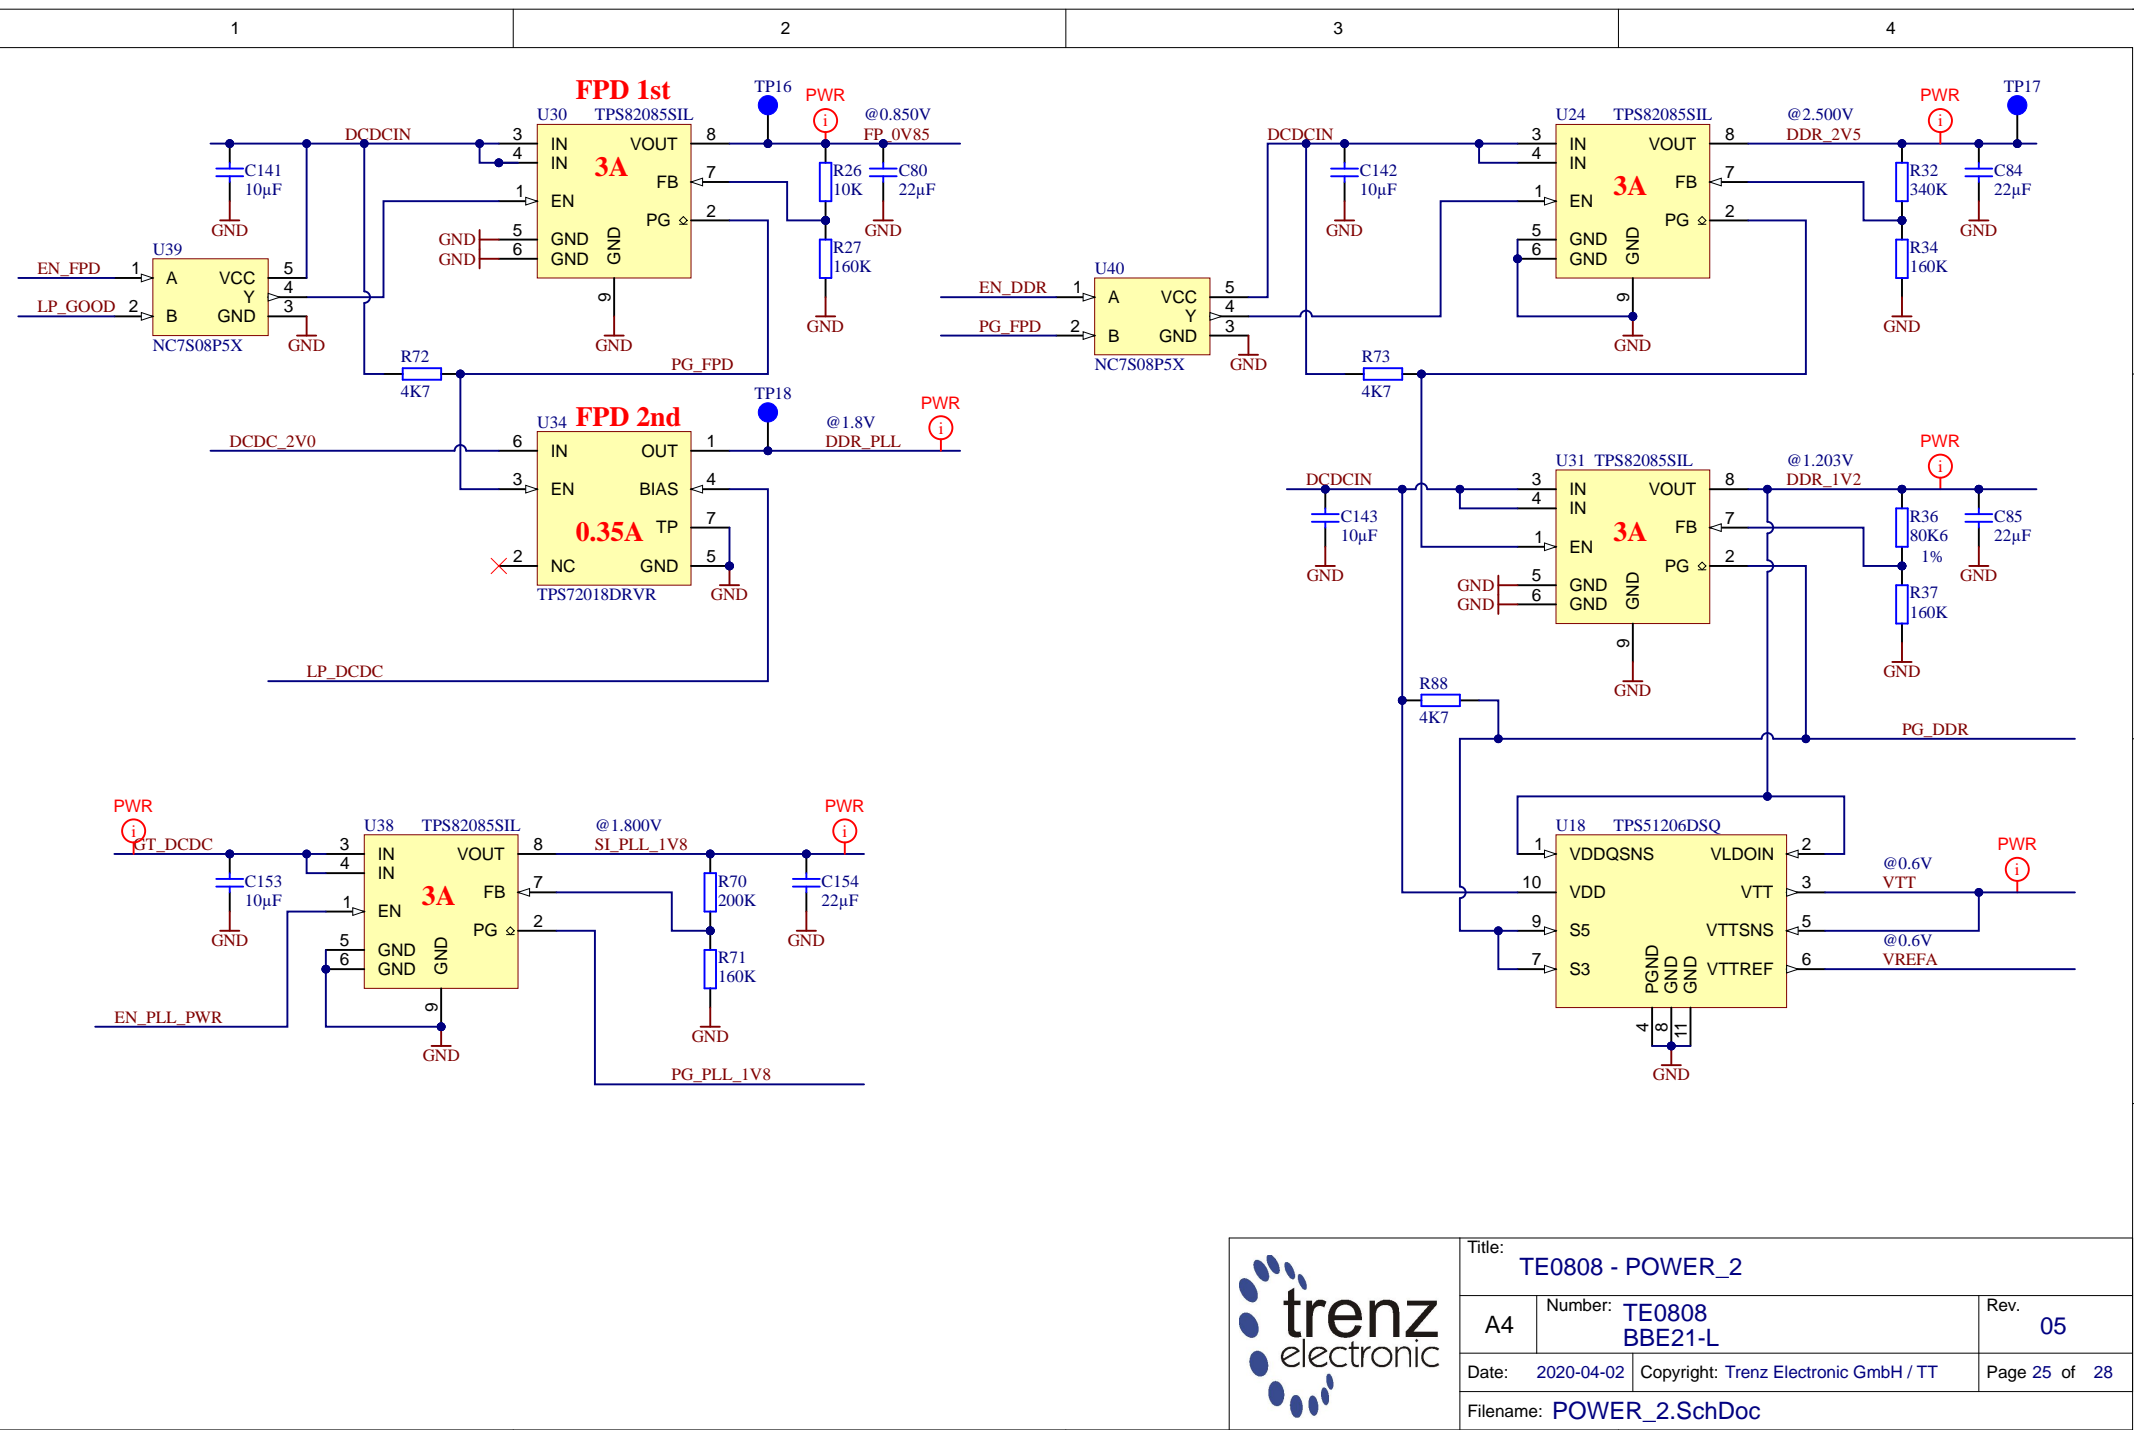 1 2 3 4
FPD 1st
U30 TPS82085SIL
TP16
PWR
i
@0.850V
FP_0V85
DCDCIN
3 IN VOUT 8
4 IN
3A
FB 7
1 EN
PG 2
5 GND
6 GND
GND
9
GND
GND
GND
C141
10µF
GND
R26
10K
C80
22µF
GND
R27
160K
GND
U39
EN_FPD 1 A VCC 5
Y 4
LP_GOOD 2 B GND 3
NC7S08P5X
GND
R72
4K7
PG_FPD
TP18
U34 FPD 2nd
@1.8V
DDR_PLL
PWR
i
DCDC_2V0
6 IN OUT 1
3 EN BIAS 4
0.35A TP 7
2 NC GND 5
TPS72018DRVR
GND
LP_DCDC
PWR
i
GT_DCDC
U38 TPS82085SIL
@1.800V
SI_PLL_1V8
PWR
i
3 IN VOUT 8
4 IN
3A
FB 7
1 EN
PG 2
5 GND
6 GND
GND
9
GND
C153
10µF
GND
R70
200K
C154
22µF
GND
R71
160K
GND
EN_PLL_PWR
PG_PLL_1V8
U24 TPS82085SIL
@2.500V
DDR_2V5
PWR
i
TP17
DCDCIN
3 IN VOUT 8
4 IN
3A
FB 7
1 EN
PG 2
5 GND
6 GND
GND
9
GND
C142
10µF
GND
R32
340K
C84
22µF
GND
R34
160K
GND
U40
EN_DDR 1 A VCC 5
Y 4
PG_FPD 2 B GND 3
NC7S08P5X
GND
R73
4K7
U31 TPS82085SIL
@1.203V
DDR_1V2
PWR
i
DCDCIN
3 IN VOUT 8
4 IN
3A
FB 7
1 EN
PG 2
5 GND
6 GND
GND
9
GND
GND
GND
C143
10µF
GND
R36
80K6
1%
C85
22µF
GND
R37
160K
GND
R88
4K7
PG_DDR
U18 TPS51206DSQ
1 VDDQSNS VLDOIN 2
10 VDD VTT 3
9 S5 VTTSNS 5
7 S3 VTTREF 6
PGND
GND
GND
4
8
11
GND
@0.6V
VTT
PWR
i
@0.6V
VREFA
trenz
electronic
Title:
TE0808 - POWER_2
A4
Number: TE0808
BBE21-L
Rev.
05
Date: 2020-04-02 Copyright: Trenz Electronic GmbH / TT Page 25 of 28
Filename: POWER_2.SchDoc